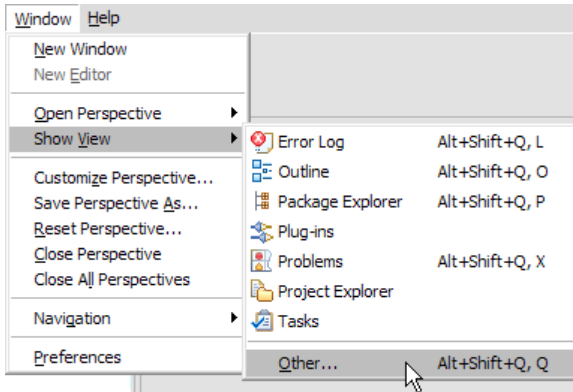 Window Help
New Window
New Editor
Open Perspective
Show View
Customize Perspective...
Save Perspective As...
Reset Perspective...
Close Perspective
Close All Perspectives
Navigation
Preferences
Error Log Alt+Shift+Q, L
Outline Alt+Shift+Q, O
Package Explorer Alt+Shift+Q, P
Plug-ins
Problems Alt+Shift+Q, X
Project Explorer
Tasks
Other... Alt+Shift+Q, Q